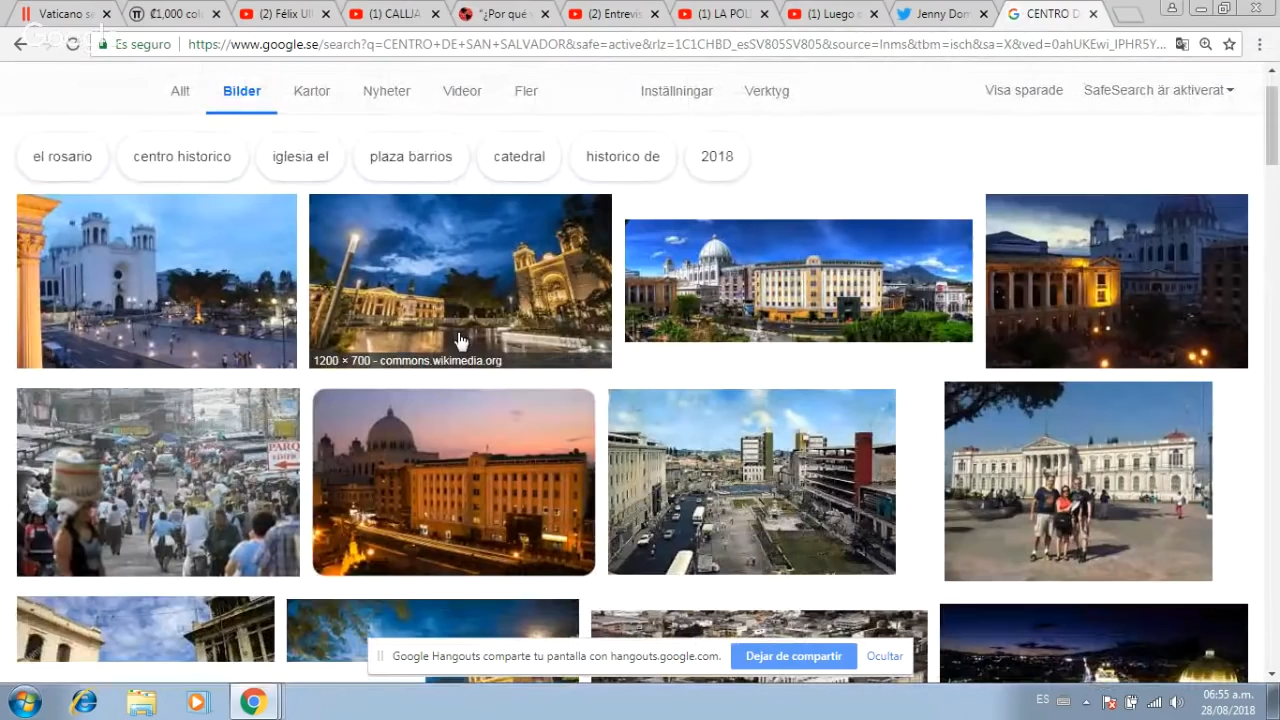 Vaticano se
₡1,000 col
(2) Félix Ul
(1) CALLJA
"¿Por qué
(2) Entrevis
(1) LA POL
(1) Luego
Jenny Dom
CENTRO D
Google
Es seguro
https://www.google.se/search?q=CENTRO+DE+SAN+SALVADOR&safe=active&rlz=1C1CHBD_esSV805SV805&source=lnms&tbm=isch&sa=X&ved=0ahUKEwi_IPHR5Y...
Allt Bilder Kartor Nyheter Videor Fler Inställningar Verktyg Visa sparade SafeSearch är aktiverat
el rosario
centro historico
iglesia el
plaza barrios
catedral
historico de
2018
1200 × 700 - commons.wikimedia.org
PARQ
Google Hangouts comparte tu pantalla con hangouts.google.com.
Dejar de compartir
Ocultar
ES
06:55 a.m.
28/08/2018